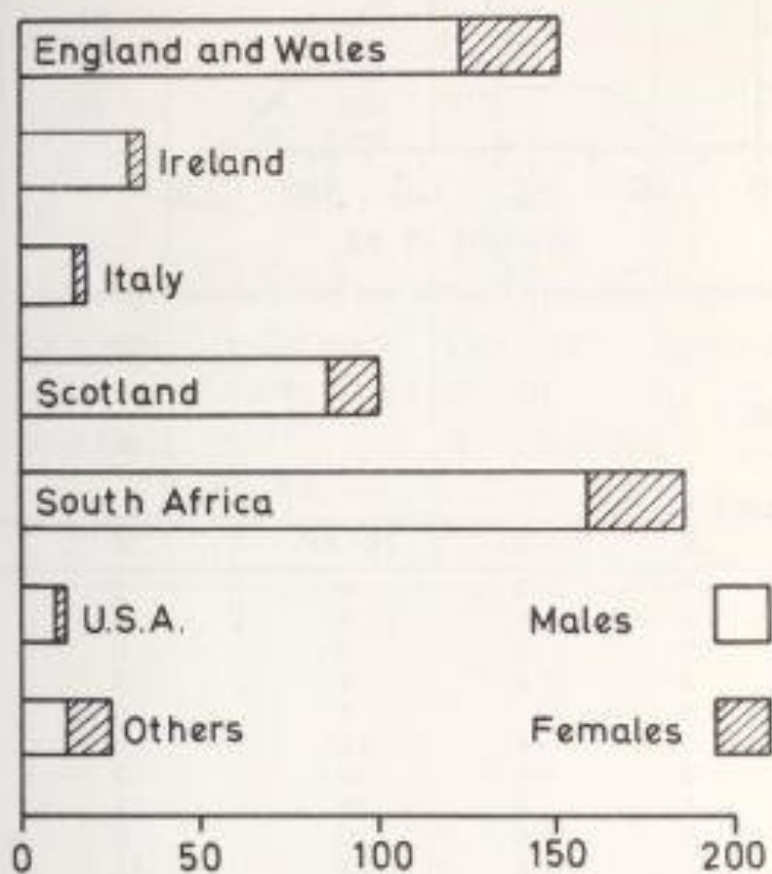 England and Wales
Ireland
Italy
Scotland
South Africa
U.S.A.
Males
Others
Females
0 50 100 150 200